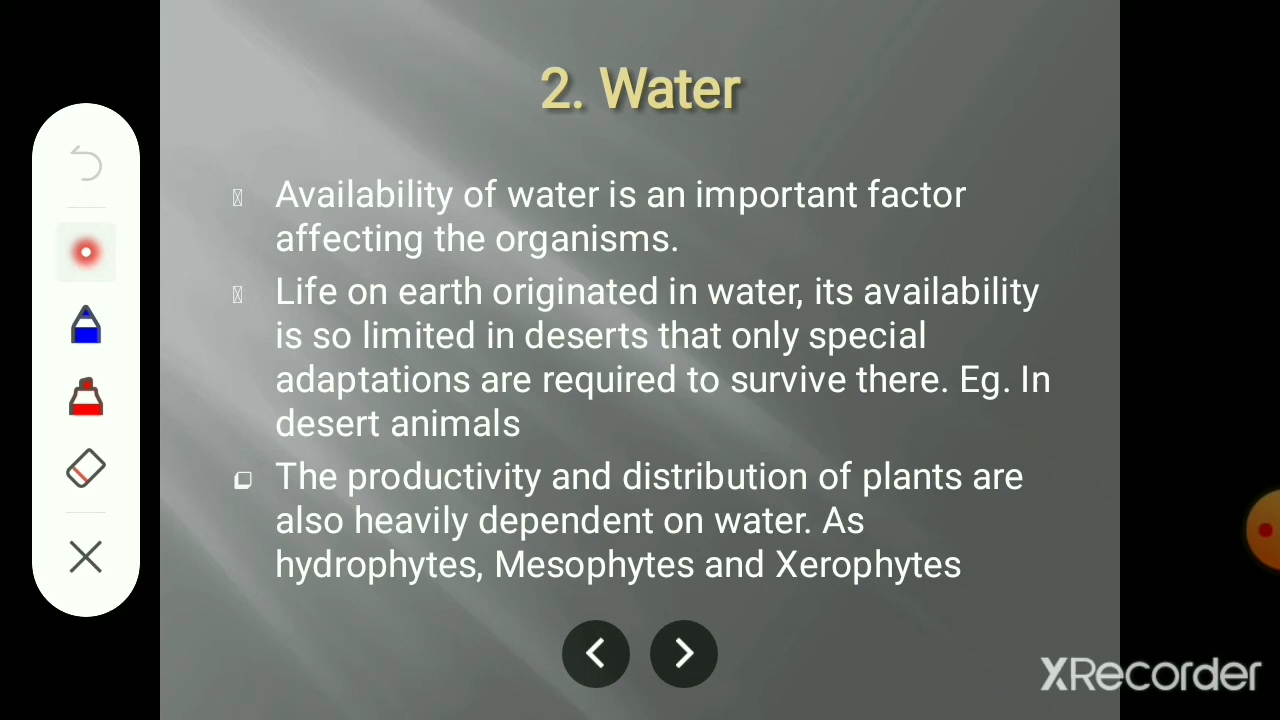 2. Water
Availability of water is an important factor
affecting the organisms.
Life on earth originated in water, its availability
is so limited in deserts that only special
adaptations are required to survive there. Eg. In
desert animals
The productivity and distribution of plants are
also heavily dependent on water. As
hydrophytes, Mesophytes and Xerophytes
XRecorder